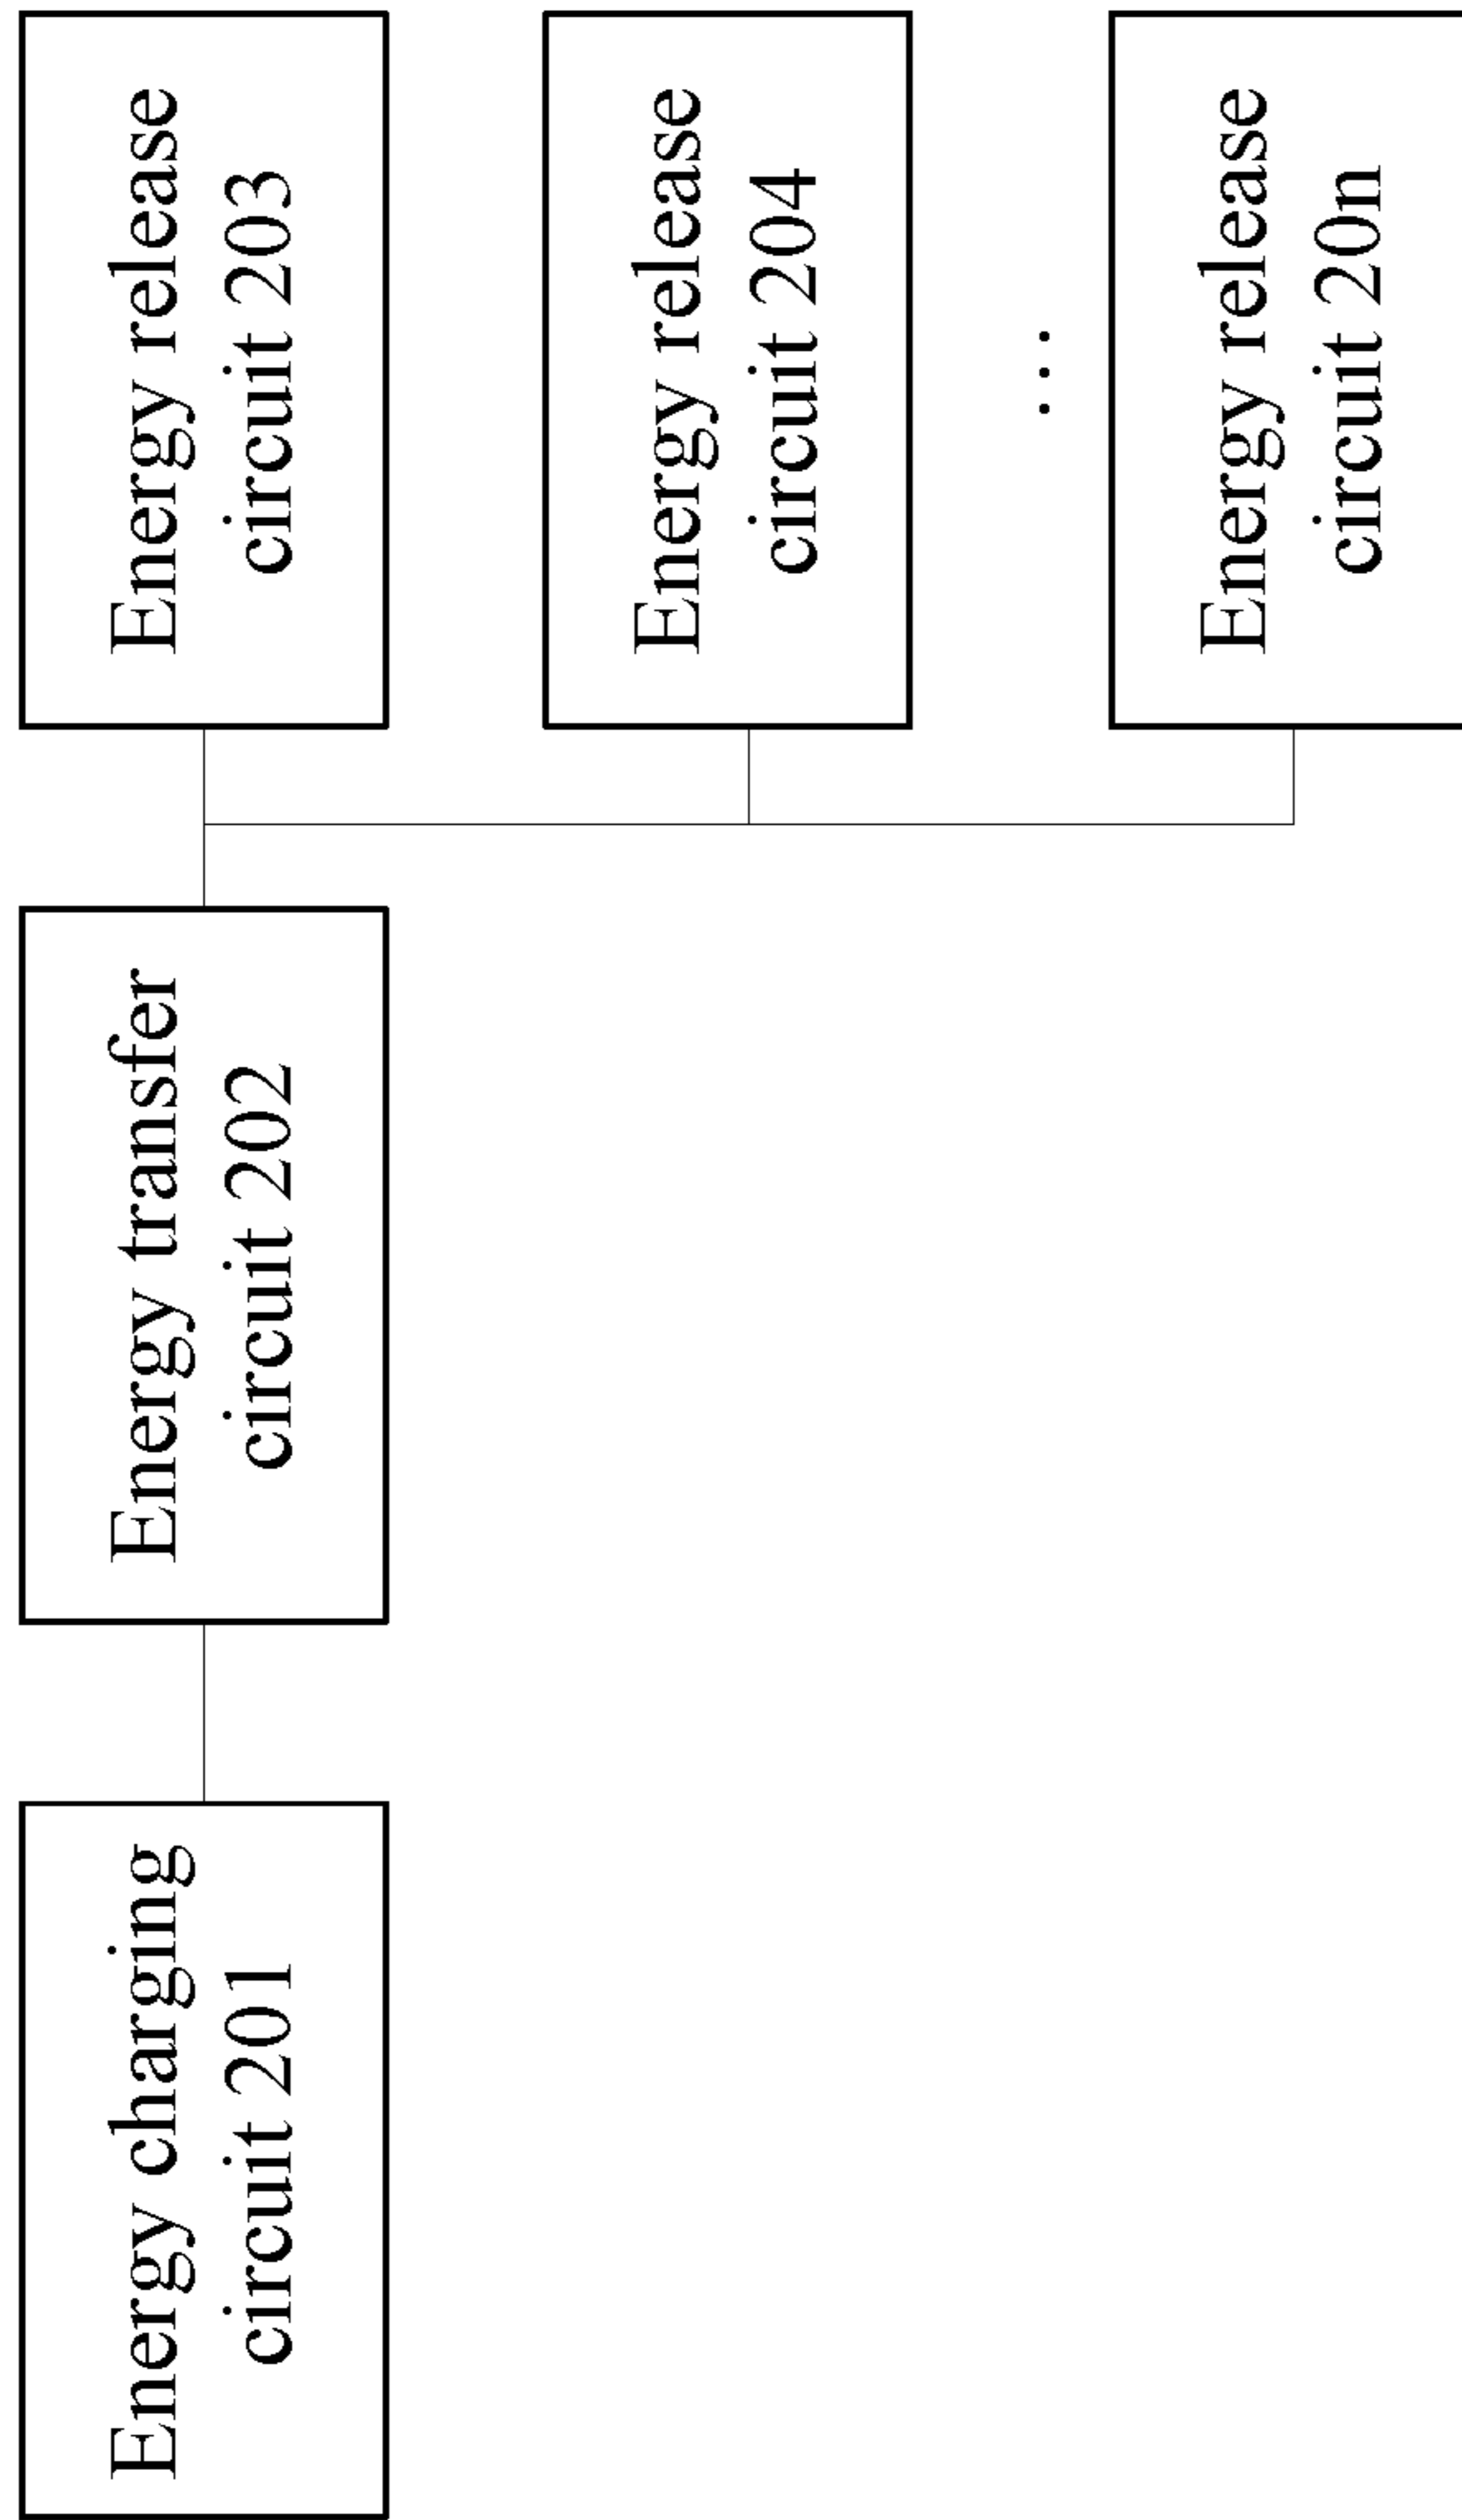 Energy charging
circuit 201
Energy transfer
circuit 202
Energy release
circuit 203
Energy release
circuit 204
...
Energy release
circuit 20n